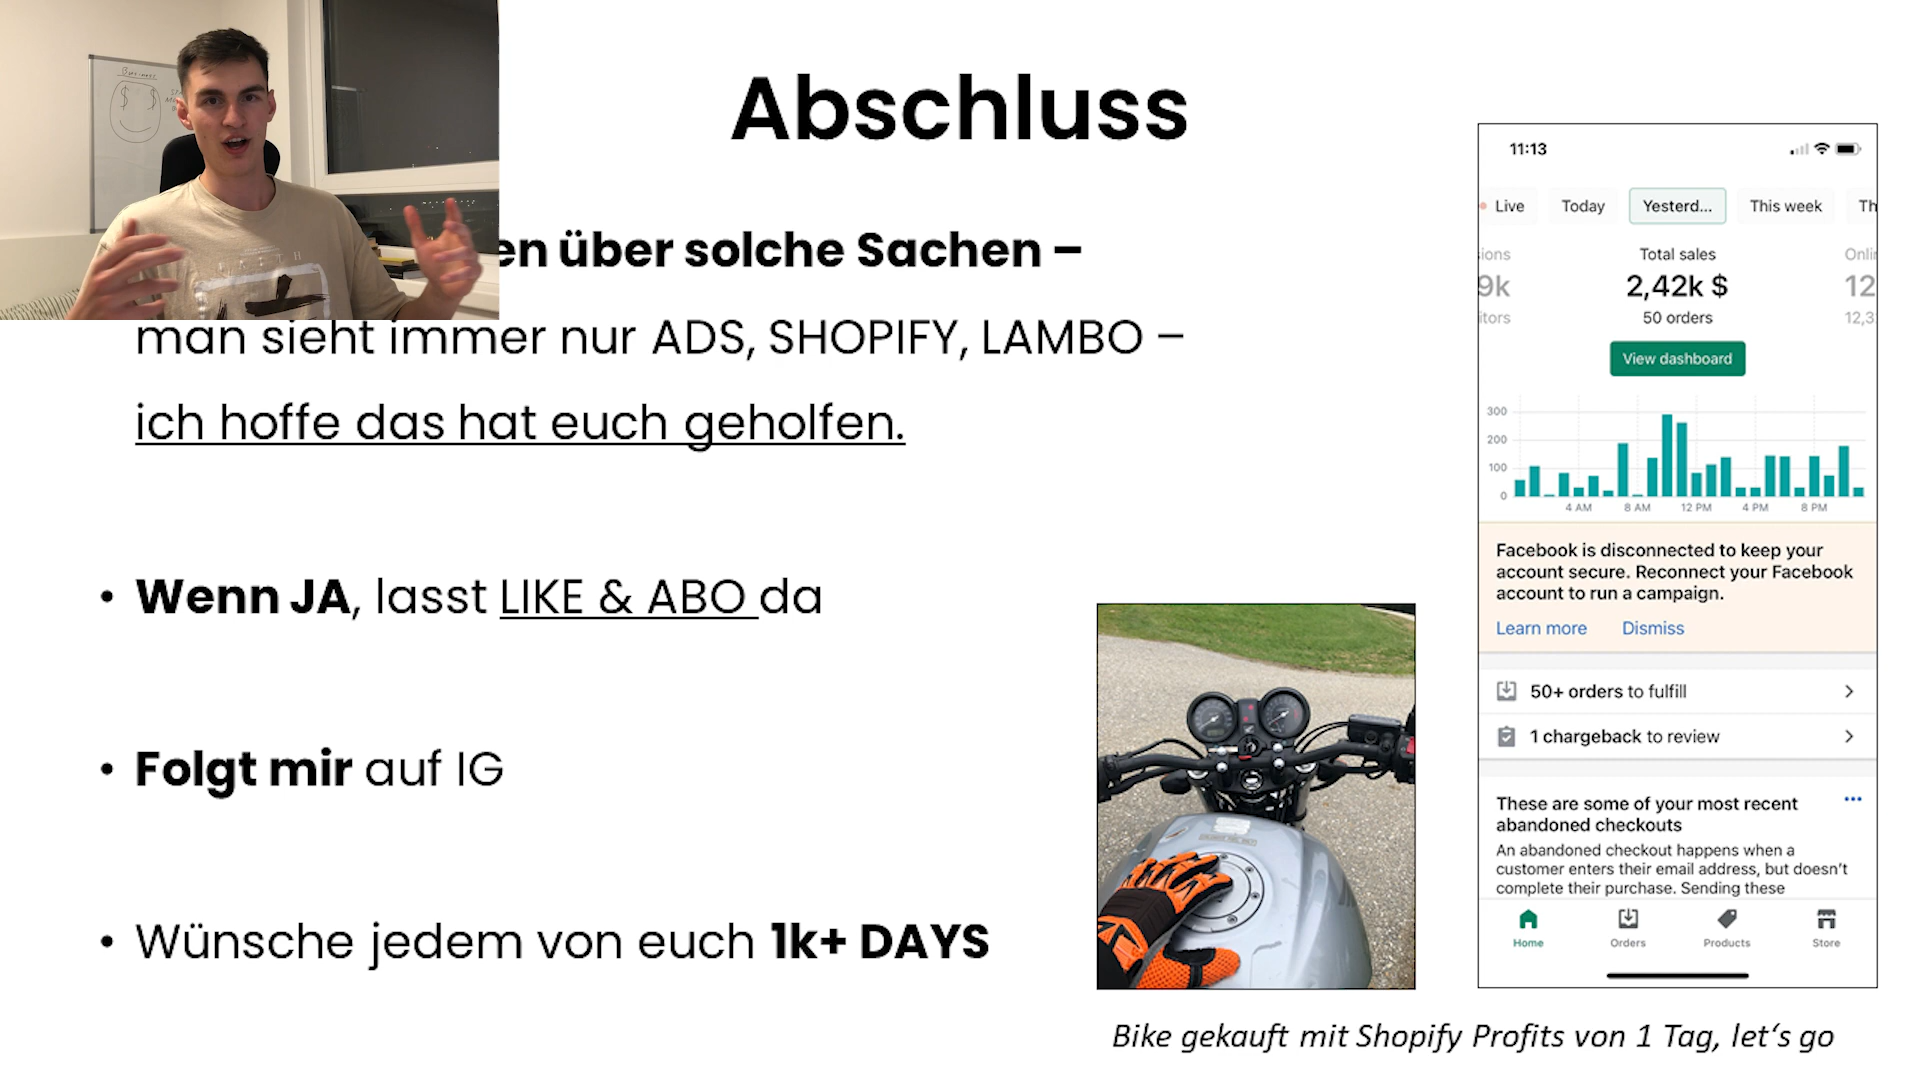 Abschluss
en über solche Sachen –
man sieht immer nur ADS, SHOPIFY, LAMBO –
ich hoffe das hat euch geholfen.
• Wenn JA, lasst LIKE & ABO da
• Folgt mir auf IG
• Wünsche jedem von euch 1k+ DAYS
11:13
Live Today Yesterd... This week Th
ions Total sales Onli
9k 2,42k $ 12
itors 50 orders 12,3
View dashboard
300
200
100
0
4 AM 8 AM 12 PM 4 PM 8 PM
Facebook is disconnected to keep your
account secure. Reconnect your Facebook
account to run a campaign.
Learn more Dismiss
50+ orders to fulfill
1 chargeback to review
These are some of your most recent
abandoned checkouts
An abandoned checkout happens when a
customer enters their email address, but doesn't
complete their purchase. Sending these
Home Orders Products Store
Bike gekauft mit Shopify Profits von 1 Tag, let's go